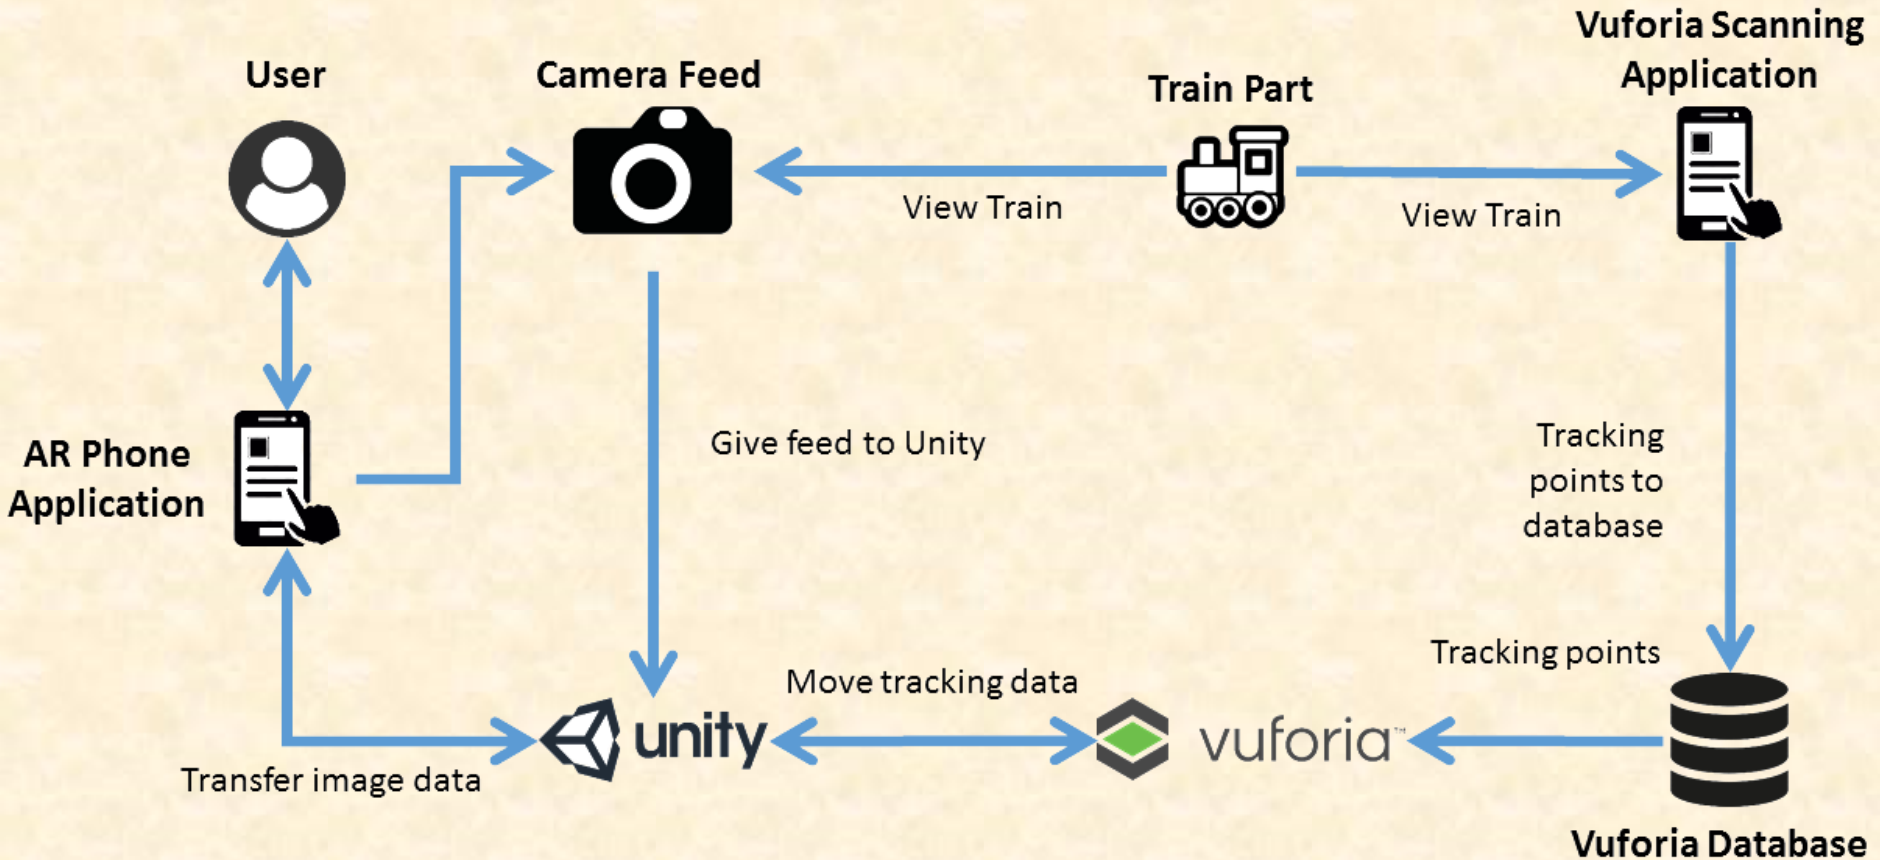 User
Camera Feed
Train Part
Vuforia Scanning
Application
View Train
View Train
AR Phone
Application
Give feed to Unity
Tracking
points to
database
Tracking points
Move tracking data
unity
vuforia™
Transfer image data
Vuforia Database